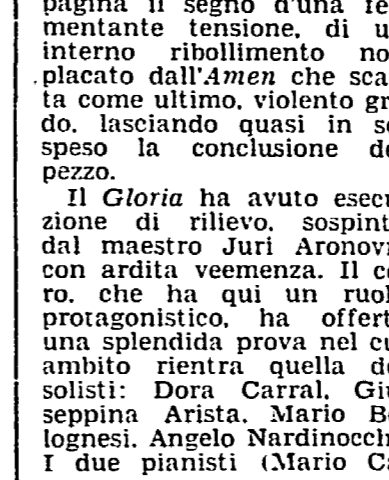 pagina il segno d'una fe
mentante tensione, di u
interno ribollimento no
placato dall'Amen che sca
ta come ultimo, violento gr
do, lasciando quasi in so
speso la conclusione de
pezzo.
Il Gloria ha avuto esecu
zione di rilievo, sospint
dal maestro Juri Aronovi
con ardita veemenza. Il co
ro, che ha qui un ruol
protagonistico, ha offert
una splendida prova nel cu
ambito rientra quella de
solisti: Dora Carral, Giu
seppina Arista, Mario Bo
lognesi, Angelo Nardinocch
I due pianisti (Mario Ca